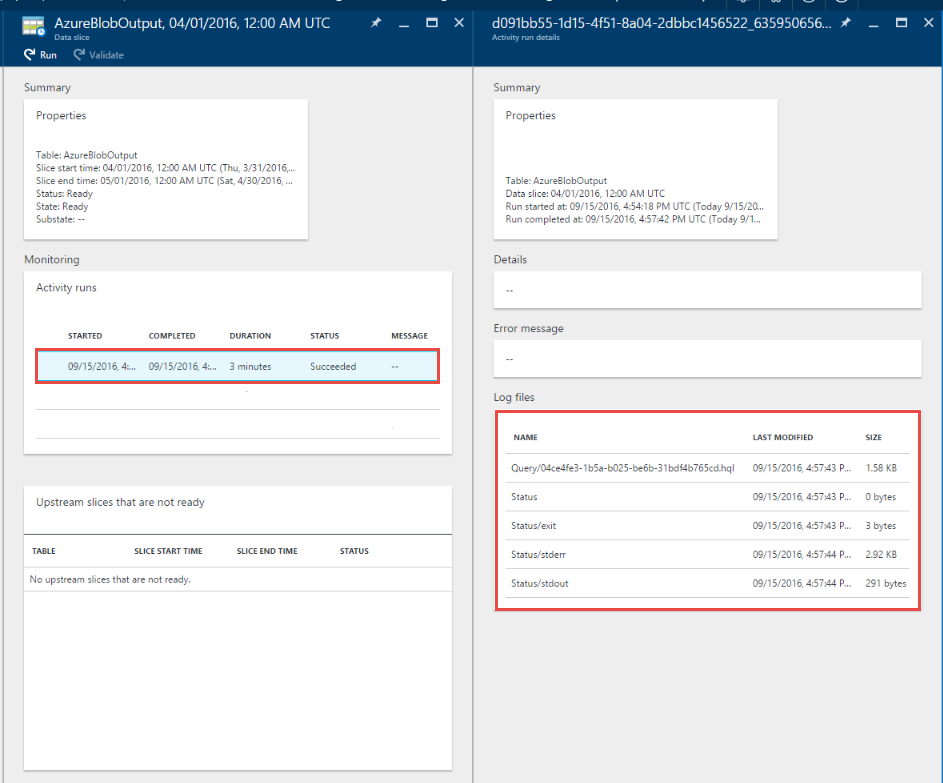 AzureBlobOutput, 04/01/2016, 12:00 AM UTC
Data slice
Run
Validate
Summary
Properties
Table: AzureBlobOutput
Slice start time: 04/01/2016, 12:00 AM UTC (Thu, 3/31/2016,...
Slice end time: 05/01/2016, 12:00 AM UTC (Sat, 4/30/2016, ...
Status: Ready
State: Ready
Substate: --
Monitoring
Activity runs
STARTED COMPLETED DURATION STATUS MESSAGE
09/15/2016, 4:... 09/15/2016, 4:... 3 minutes Succeeded --
Upstream slices that are not ready
TABLE SLICE START TIME SLICE END TIME STATUS
No upstream slices that are not ready.
d091bb55-1d15-4f51-8a04-2dbbc1456522_635950656...
Activity run details
Summary
Properties
Table: AzureBlobOutput
Data slice: 04/01/2016, 12:00 AM UTC
Run started at: 09/15/2016, 4:54:18 PM UTC (Today 9/15/20...
Run completed at: 09/15/2016, 4:57:42 PM UTC (Today 9/1...
Details
--
Error message
--
Log files
NAME LAST MODIFIED SIZE
Query/04ce4fe3-1b5a-b025-be6b-31bdf4b765cd.hql 09/15/2016, 4:57:43 P... 1.58 KB
Status 09/15/2016, 4:57:43 P... 0 bytes
Status/exit 09/15/2016, 4:57:43 P... 3 bytes
Status/stderr 09/15/2016, 4:57:44 P... 2.92 KB
Status/stdout 09/15/2016, 4:57:44 P... 291 bytes